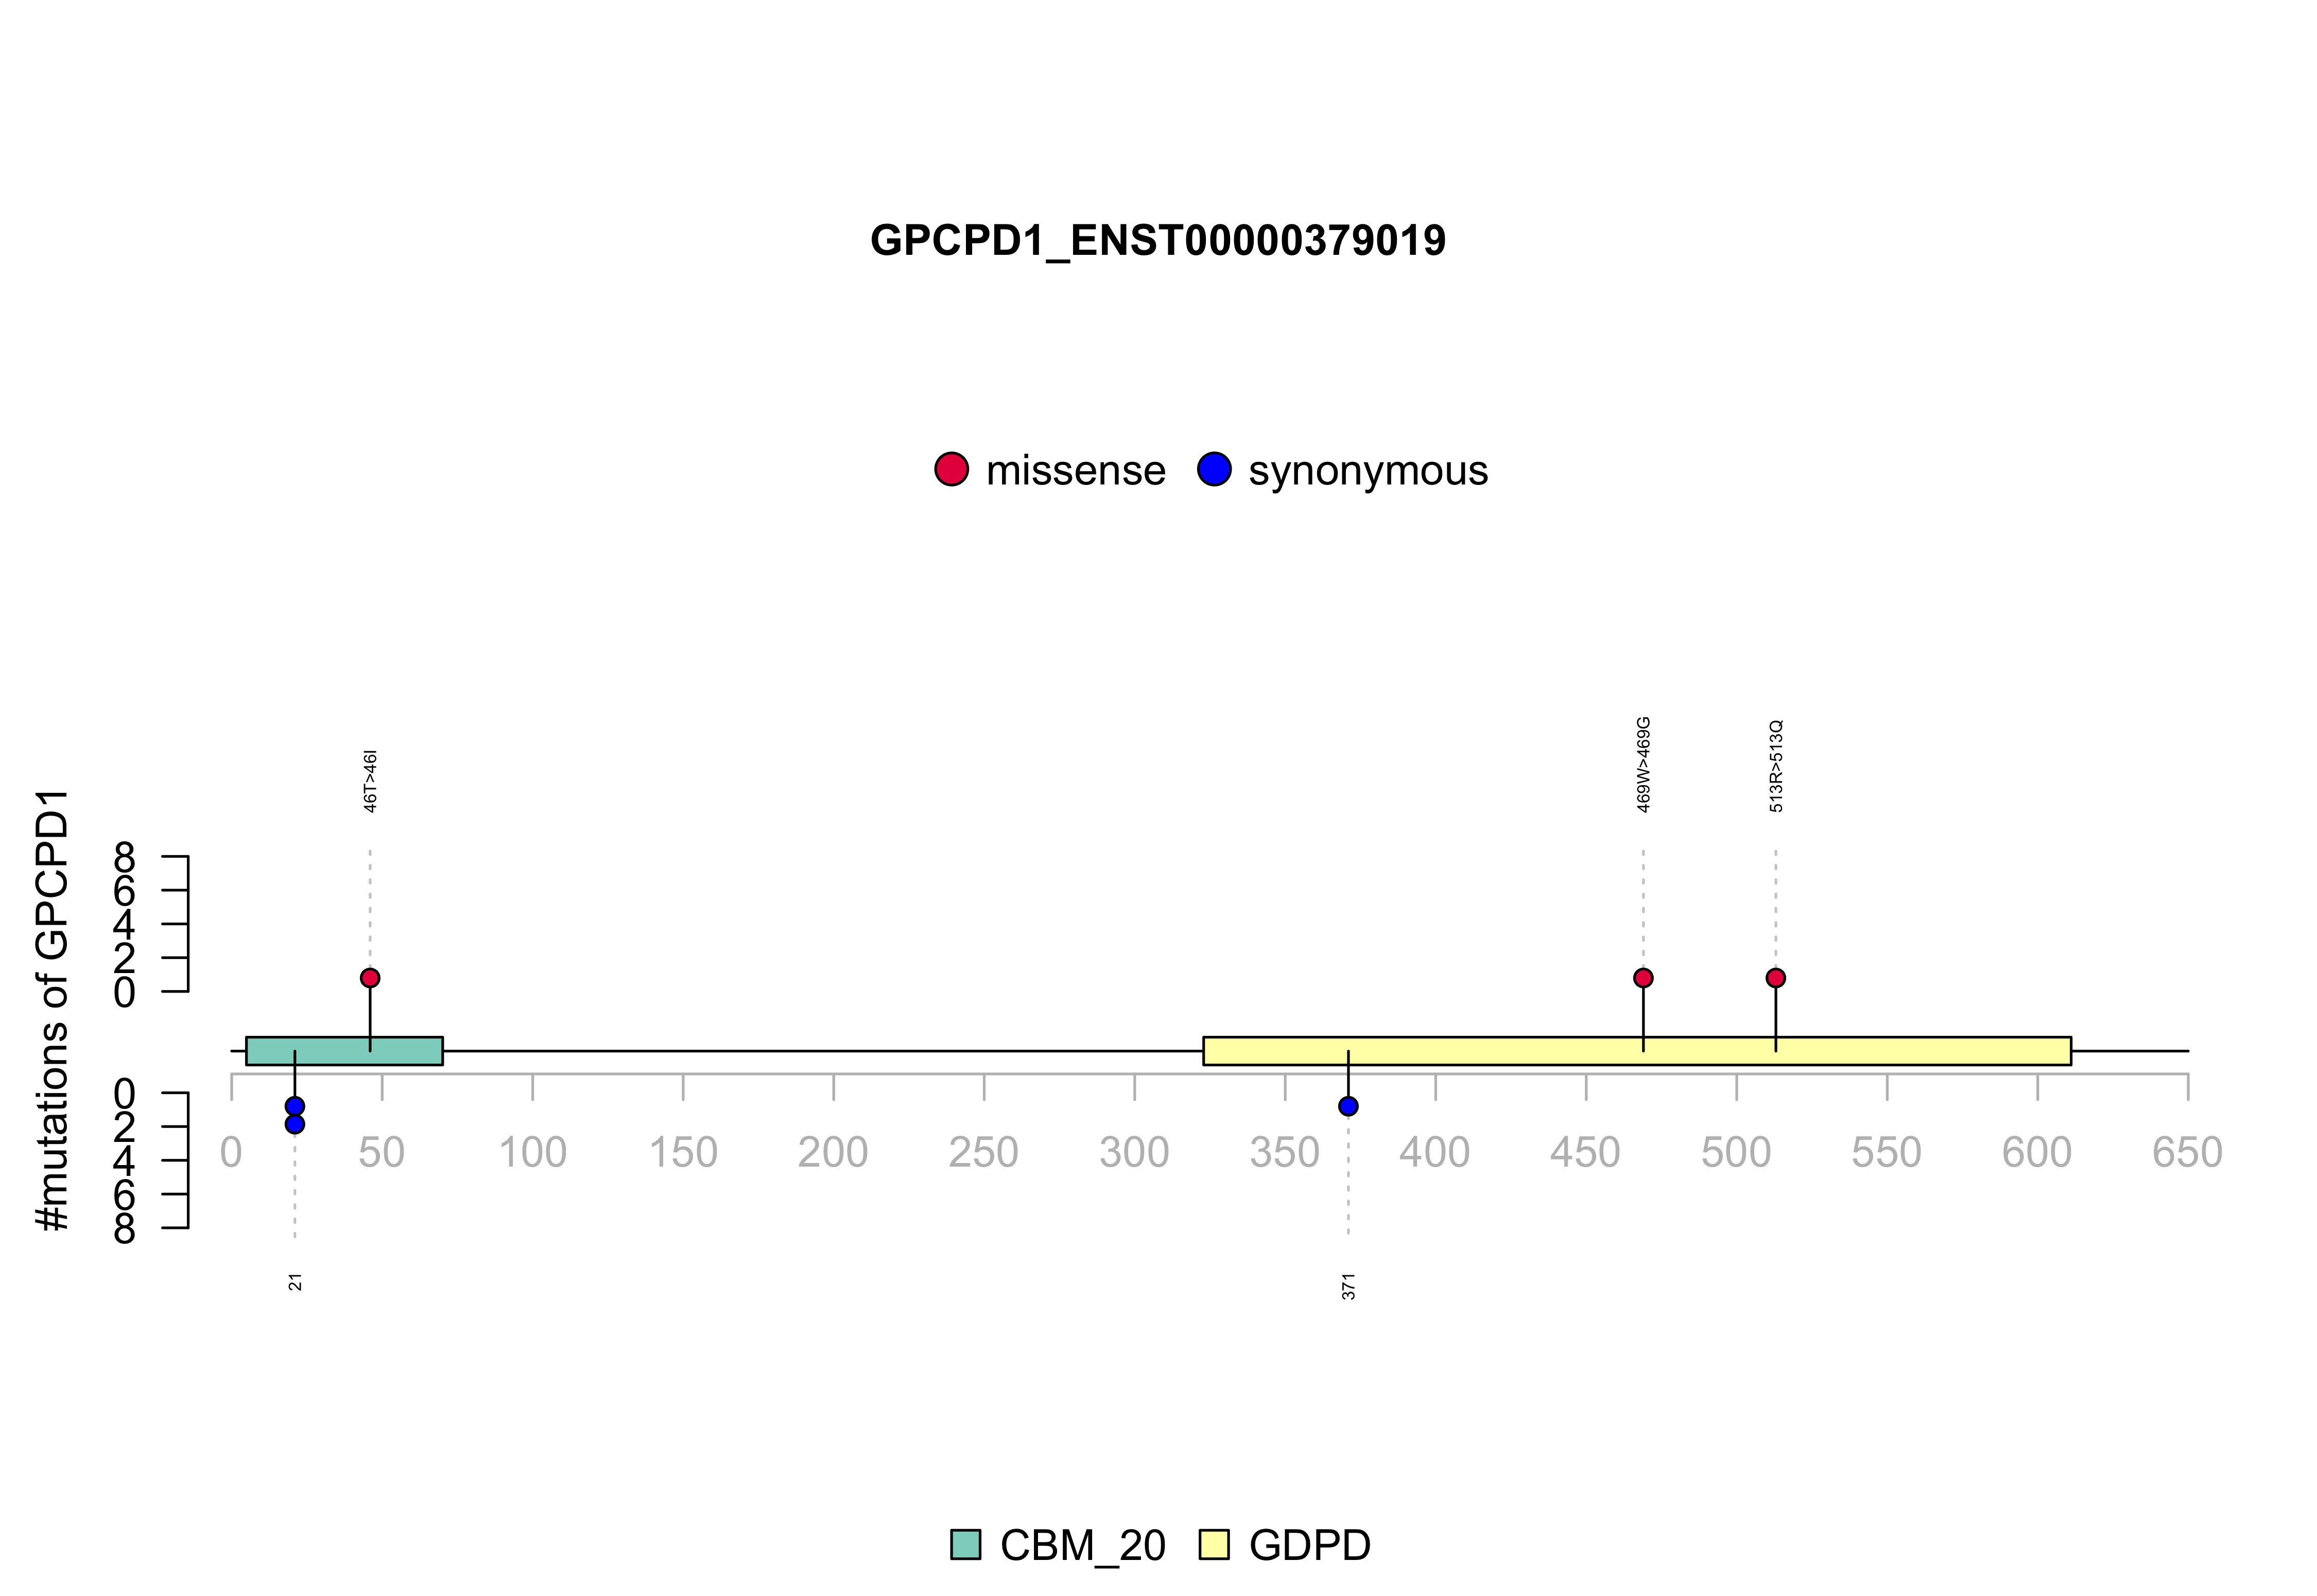 GPCPD1_ENST00000379019
missense synonymous
46T>46I
469W>469G
513R>513Q
#mutations of GPCPD1
8
6
4
2
0
0
2
4
6
8
0 50 100 150 200 250 300 350 400 450 500 550 600 650
21
371
CBM_20 GDPD